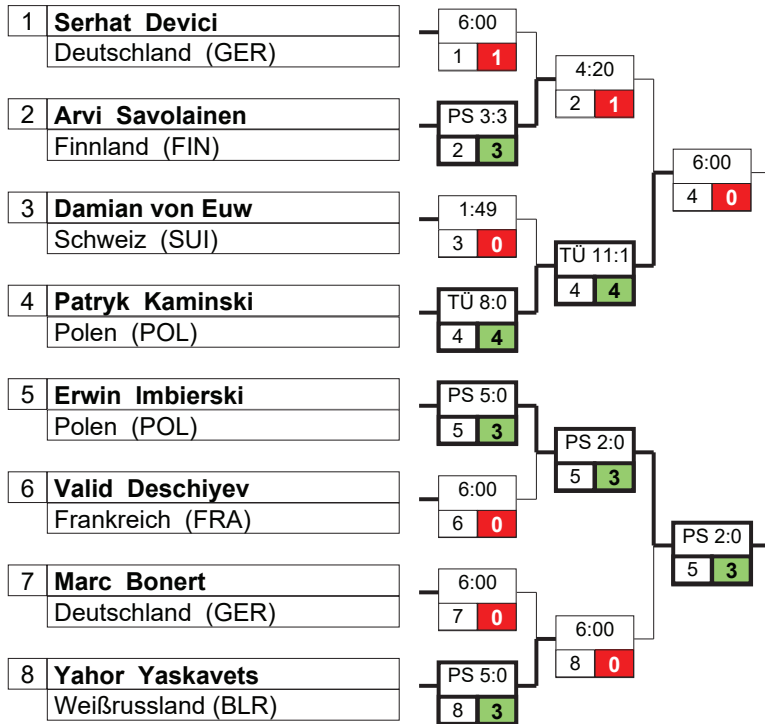 1 Serhat Devici
Deutschland (GER)
6:00
1 1
4:20
2 1
2 Arvi Savolainen
Finnland (FIN)
PS 3:3
2 3
6:00
4 0
3 Damian von Euw
Schweiz (SUI)
1:49
3 0
TÜ 11:1
4 4
4 Patryk Kaminski
Polen (POL)
TÜ 8:0
4 4
5 Erwin Imbierski
Polen (POL)
PS 5:0
5 3
PS 2:0
5 3
6 Valid Deschiyev
Frankreich (FRA)
6:00
6 0
PS 2:0
5 3
7 Marc Bonert
Deutschland (GER)
6:00
7 0
6:00
8 0
8 Yahor Yaskavets
Weißrussland (BLR)
PS 5:0
8 3